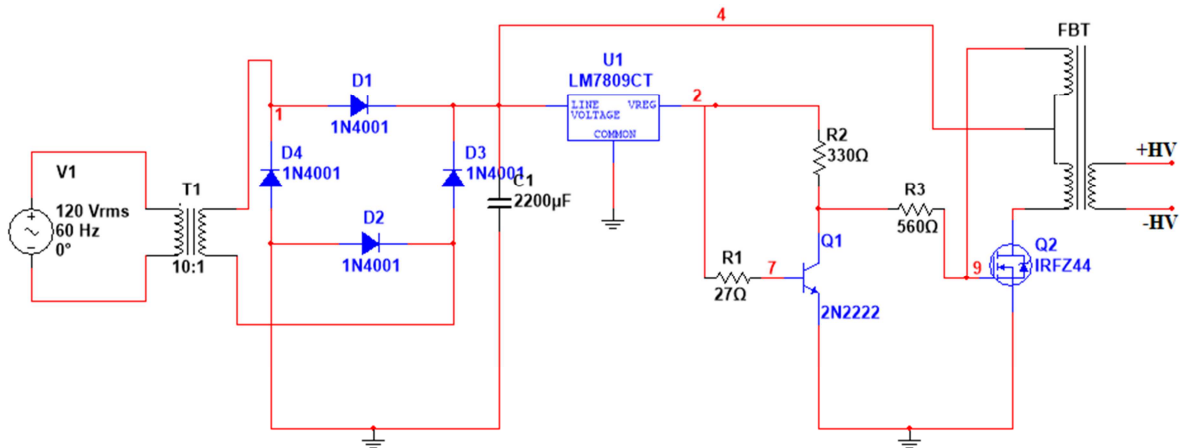 4
FBT
U1
LM7809CT
D1
1
1N4001
LINE
VOLTAGE
VREG
COMMON
2
R2
330Ω
D4
1N4001
D3
1N4001
C1
2200µF
V1
120 Vrms
60 Hz
0°
T1
10:1
D2
1N4001
R3
560Ω
+HV
-HV
R1
27Ω
7
Q1
2N2222
9
Q2
IRFZ44